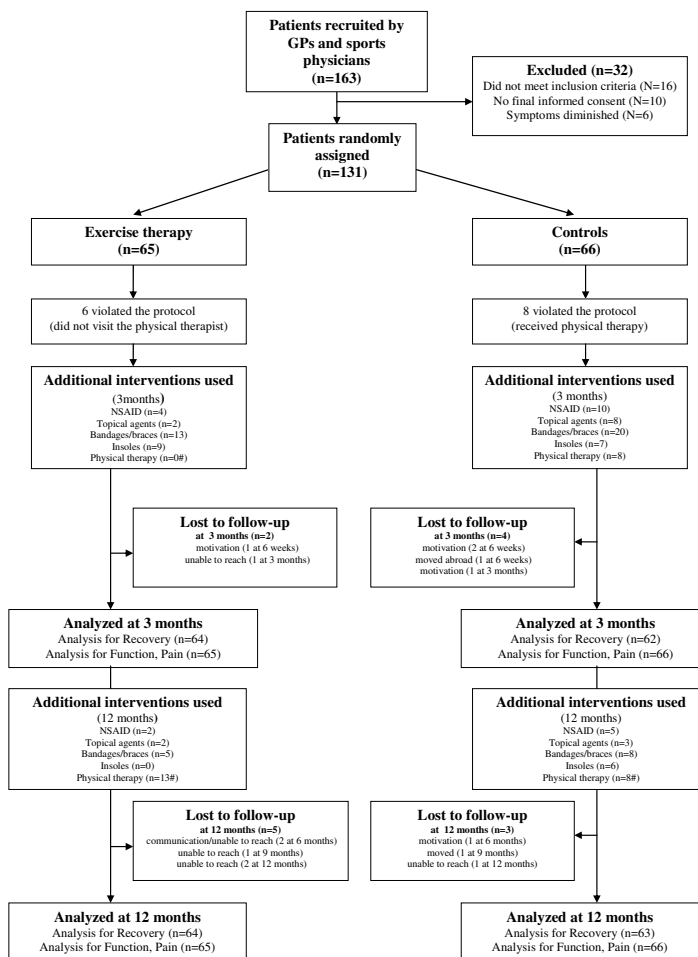 Patients recruited by
GPs and sports
physicians
(n=163)
Excluded (n=32)
Did not meet inclusion criteria (N=16)
No final informed consent (N=10)
Symptoms diminished (N=6)
Patients randomly
assigned
(n=131)
Exercise therapy
(n=65)
Controls
(n=66)
6 violated the protocol
(did not visit the physical therapist)
8 violated the protocol
(received physical therapy)
Additional interventions used
(3months)
NSAID (n=4)
Topical agents (n=2)
Bandages/braces (n=13)
Insoles (n=9)
Physical therapy (n=0#)
Additional interventions used
(3 months)
NSAID (n=10)
Topical agents (n=8)
Bandages/braces (n=20)
Insoles (n=7)
Physical therapy (n=8)
Lost to follow-up
at 3 months (n=2)
motivation (1 at 6 weeks)
unable to reach (1 at 3 months)
Lost to follow-up
at 3 months (n=4)
motivation (2 at 6 weeks)
moved abroad (1 at 6 weeks)
motivation (1 at 3 months)
Analyzed at 3 months
Analysis for Recovery (n=64)
Analysis for Function, Pain (n=65)
Analyzed at 3 months
Analysis for Recovery (n=62)
Analysis for Function, Pain (n=66)
Additional interventions used
(12 months)
NSAID (n=2)
Topical agents (n=2)
Bandages/braces (n=5)
Insoles (n=0)
Physical therapy (n=13#)
Additional interventions used
(12 months)
NSAID (n=5)
Topical agents (n=3)
Bandages/braces (n=8)
Insoles (n=6)
Physical therapy (n=8#)
Lost to follow-up
at 12 months (n=5)
communication/unable to reach (2 at 6 months)
unable to reach (1 at 9 months)
unable to reach (2 at 12 months)
Lost to follow-up
at 12 months (n=3)
motivation (1 at 6 months)
moved (1 at 9 months)
unable to reach (1 at 12 months)
Analyzed at 12 months
Analysis for Recovery (n=64)
Analysis for Function, Pain (n=65)
Analyzed at 12 months
Analysis for Recovery (n=63)
Analysis for Function, Pain (n=66)